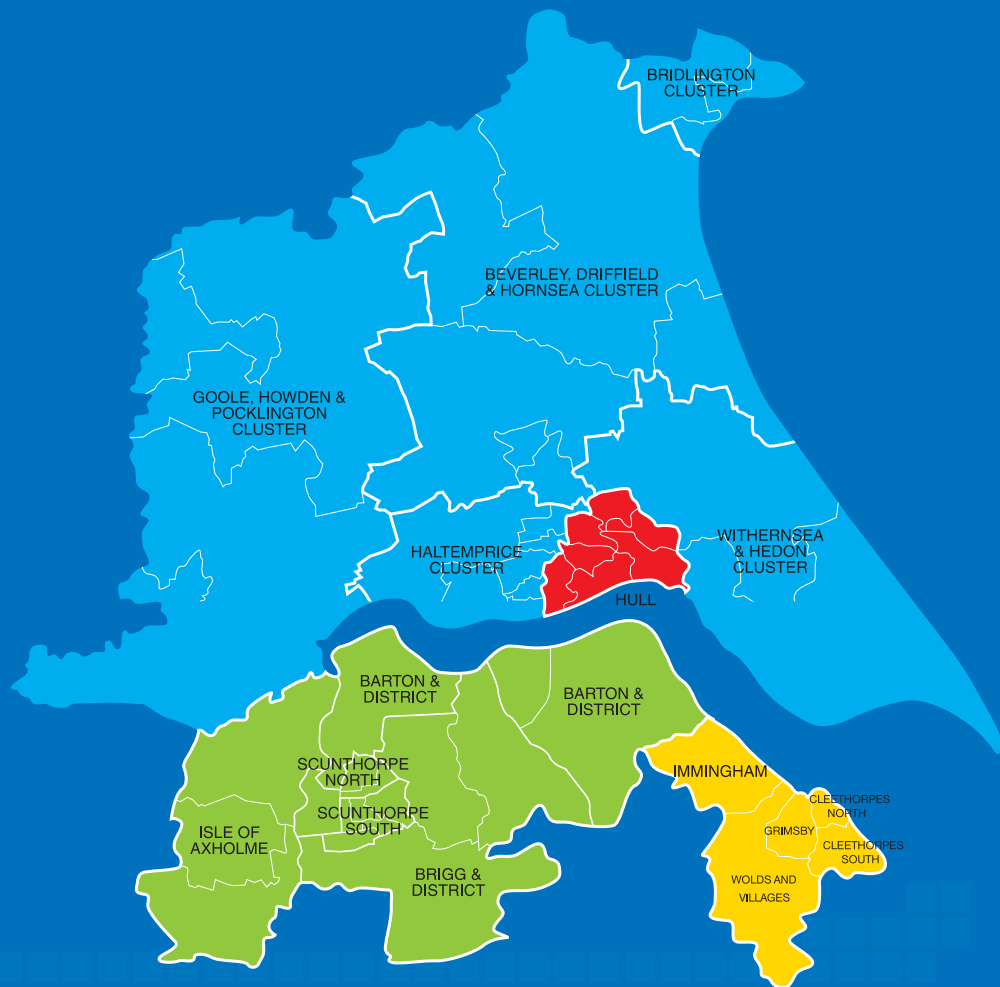 BRIDLINGTON
CLUSTER
BEVERLEY, DRIFFIELD
& HORNSEA CLUSTER
GOOLE, HOWDEN &
POCKLINGTON
CLUSTER
HALTEMPRICE
CLUSTER
WITHERNSEA
& HEDON
CLUSTER
HULL
BARTON &
DISTRICT
BARTON &
DISTRICT
SCUNTHORPE
NORTH
SCUNTHORPE
SOUTH
ISLE OF
AXHOLME
BRIGG &
DISTRICT
IMMINGHAM
CLEETHORPES
NORTH
GRIMSBY
CLEETHORPES
SOUTH
WOLDS AND
VILLAGES